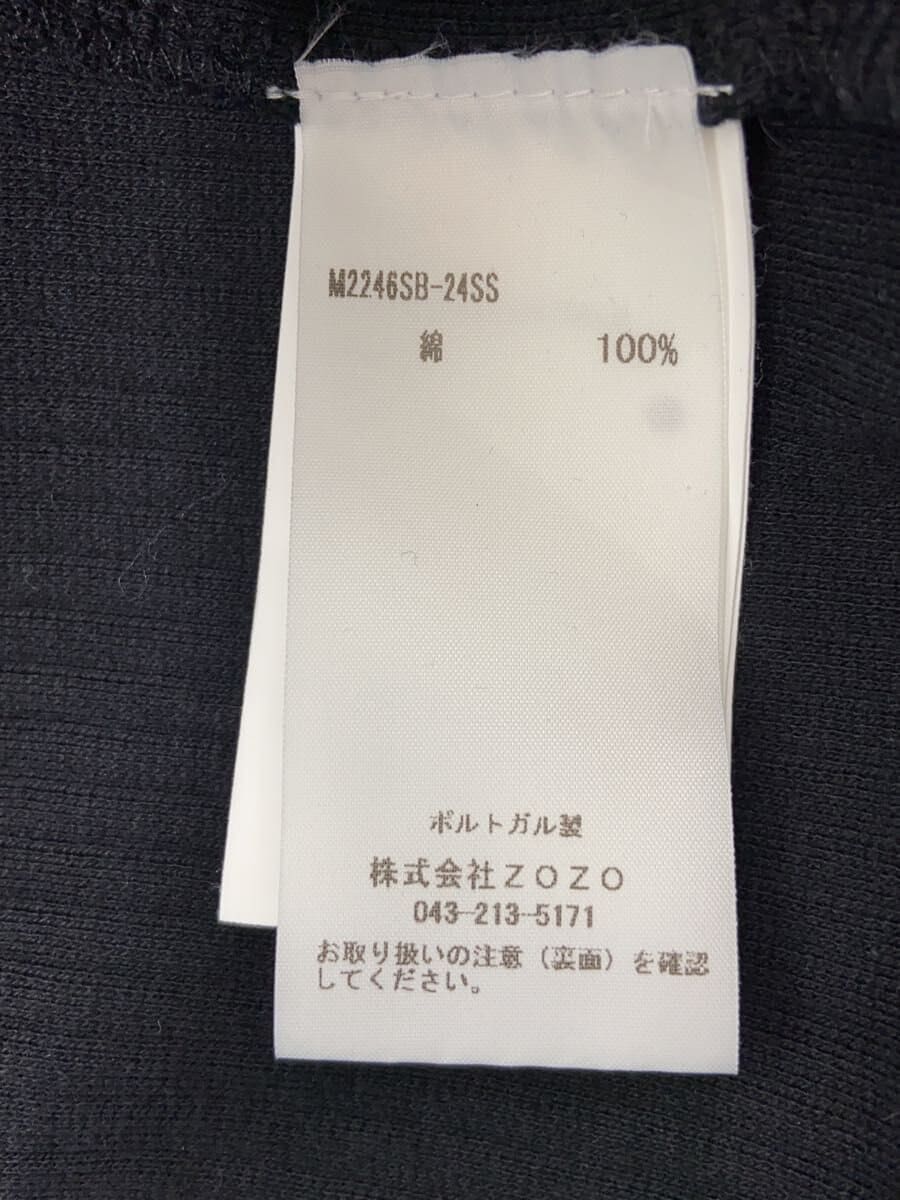 M2246SB-24SS
綿 100%
ポルトガル製
株式会社ZOZO
043-213-5171
お取り扱いの注意(裏面)を確認
してください。